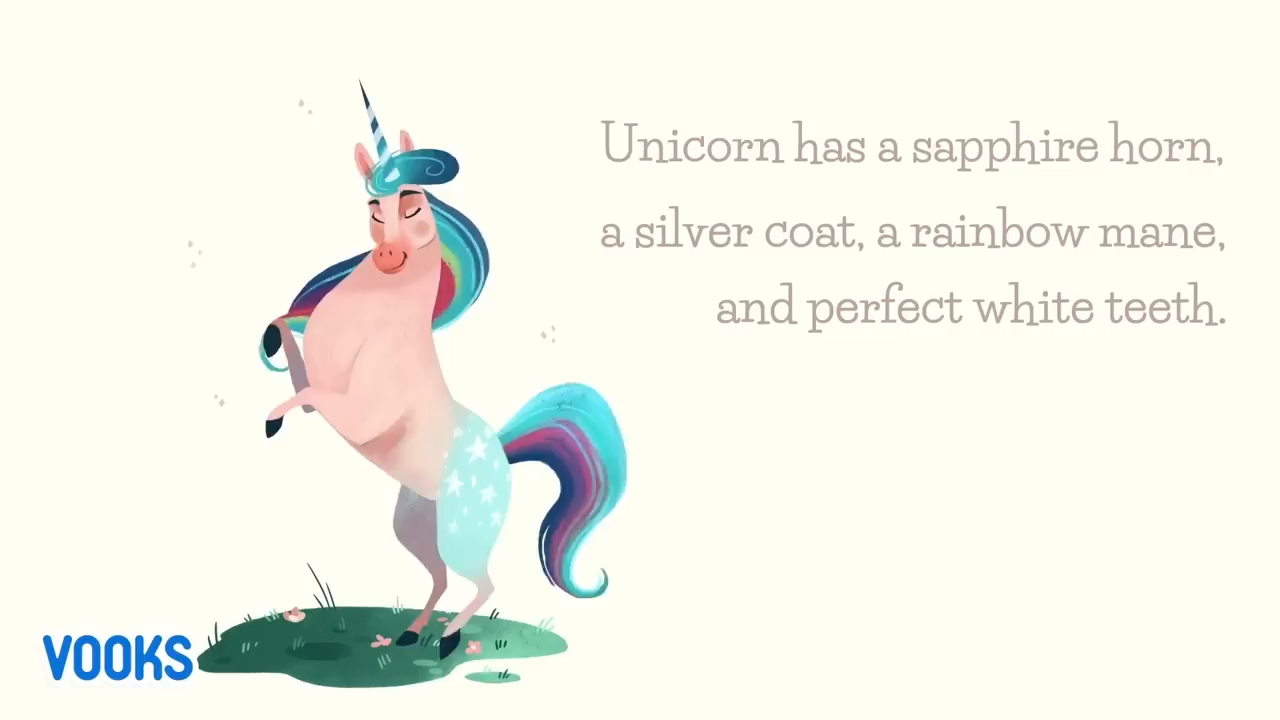 Unicorn has a sapphire horn,
a silver coat, a rainbow mane,
and perfect white teeth.
VOOKS